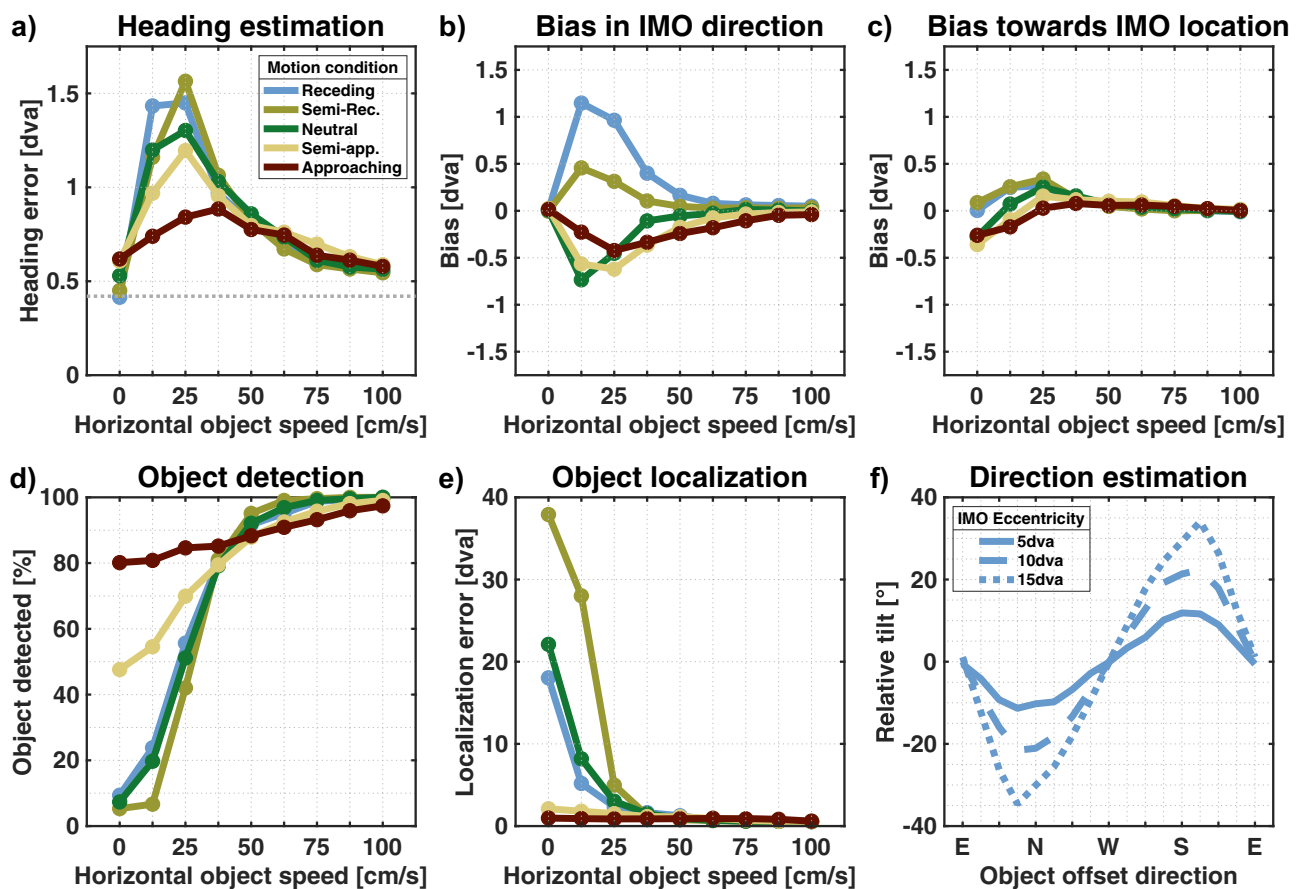 a) Heading estimation
Heading error [dva]
1.5
1
0.5
0
Motion condition
Receding
Semi-Rec.
Neutral
Semi-app.
Approaching
0 25 50 75 100
Horizontal object speed [cm/s]
b) Bias in IMO direction
Bias [dva]
1.5
1
0.5
0
-0.5
-1
-1.5
0 25 50 75 100
Horizontal object speed [cm/s]
c) Bias towards IMO location
Bias [dva]
1.5
1
0.5
0
-0.5
-1
-1.5
0 25 50 75 100
Horizontal object speed [cm/s]
d) Object detection
Object detected [%]
100
80
60
40
20
0
0 25 50 75 100
Horizontal object speed [cm/s]
e) Object localization
Localization error [dva]
40
30
20
10
0
0 25 50 75 100
Horizontal object speed [cm/s]
f) Direction estimation
Relative tilt [°]
40
20
0
-20
-40
IMO Eccentricity
5dva
10dva
15dva
E N W S E
Object offset direction